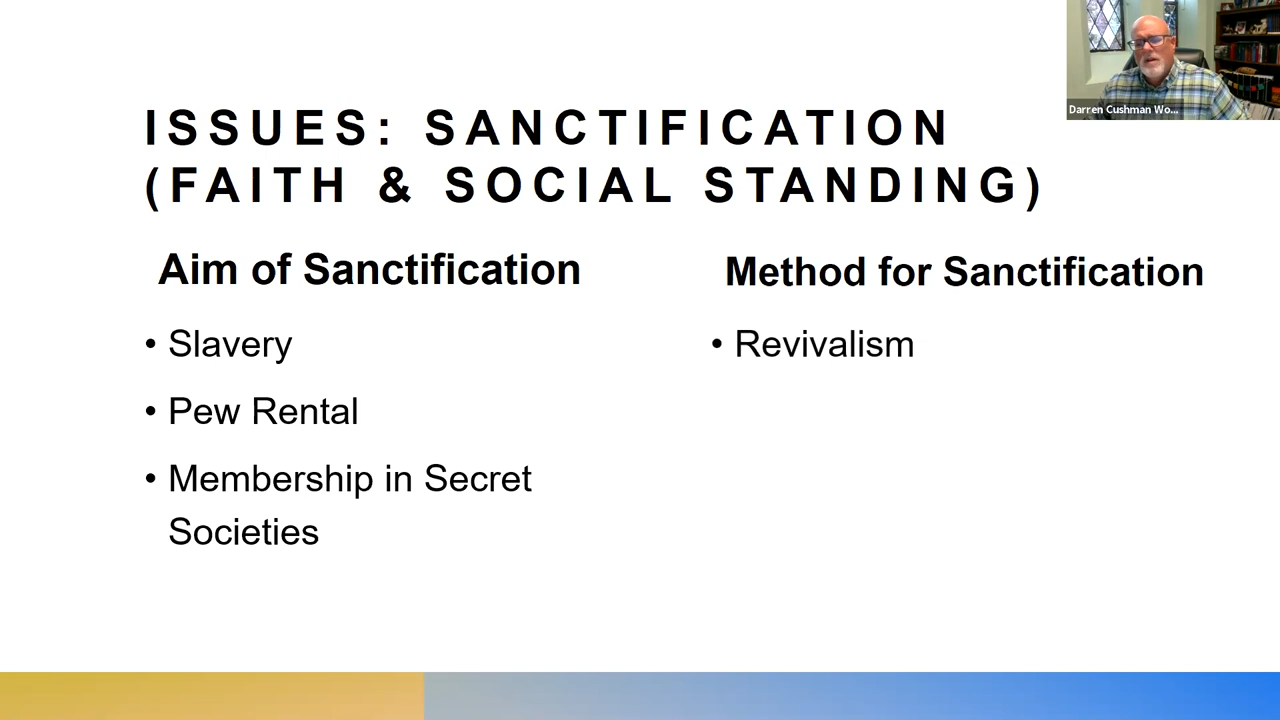 ISSUES: SANCTIFICATION
(FAITH & SOCIAL STANDING)
Aim of Sanctification
• Slavery
• Pew Rental
• Membership in Secret
Societies
Method for Sanctification
• Revivalism
Darren Cushman Wo...